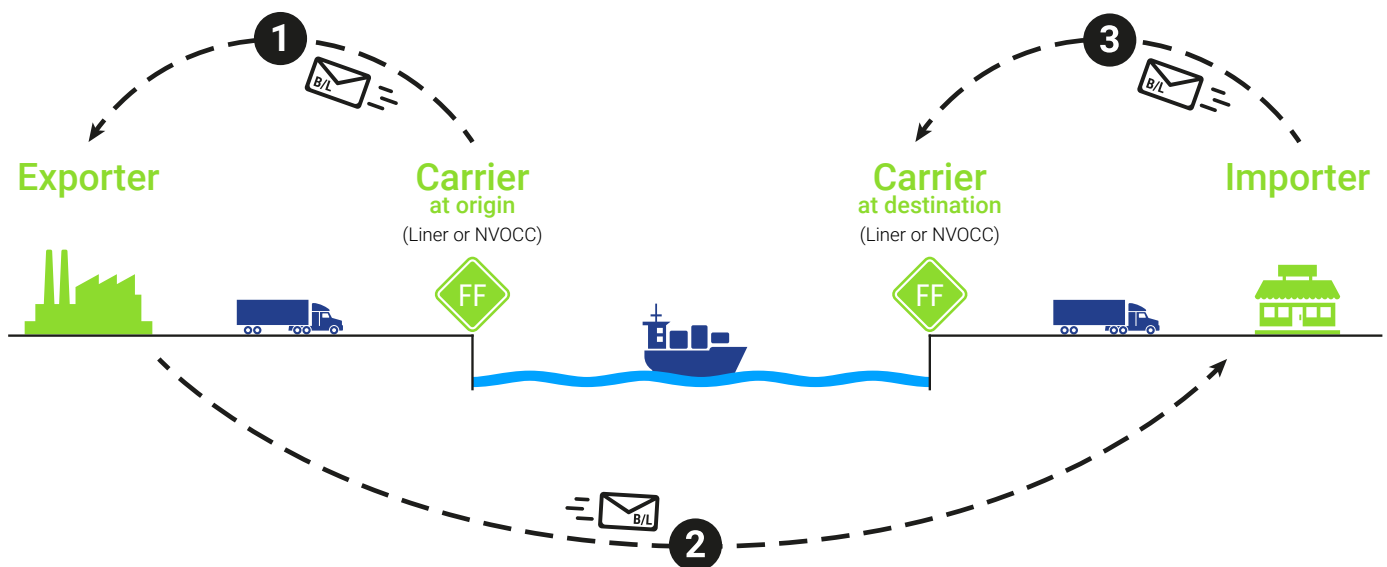 1
3
B/L
B/L
Exporter
Carrier
at origin
(Liner or NVOCC)
Carrier
at destination
(Liner or NVOCC)
Importer
FF
FF
B/L
2